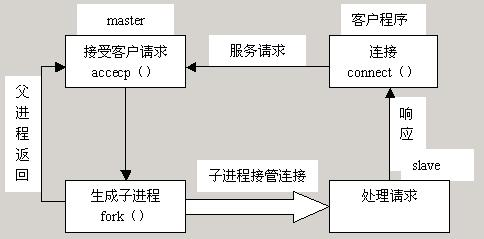 master
客户程序
接受客户请求
accecp（）
服务请求
连接
connect（）
父
进
程
返
回
响
应
slave
生成子进程
fork（）
子进程接管连接
处理请求